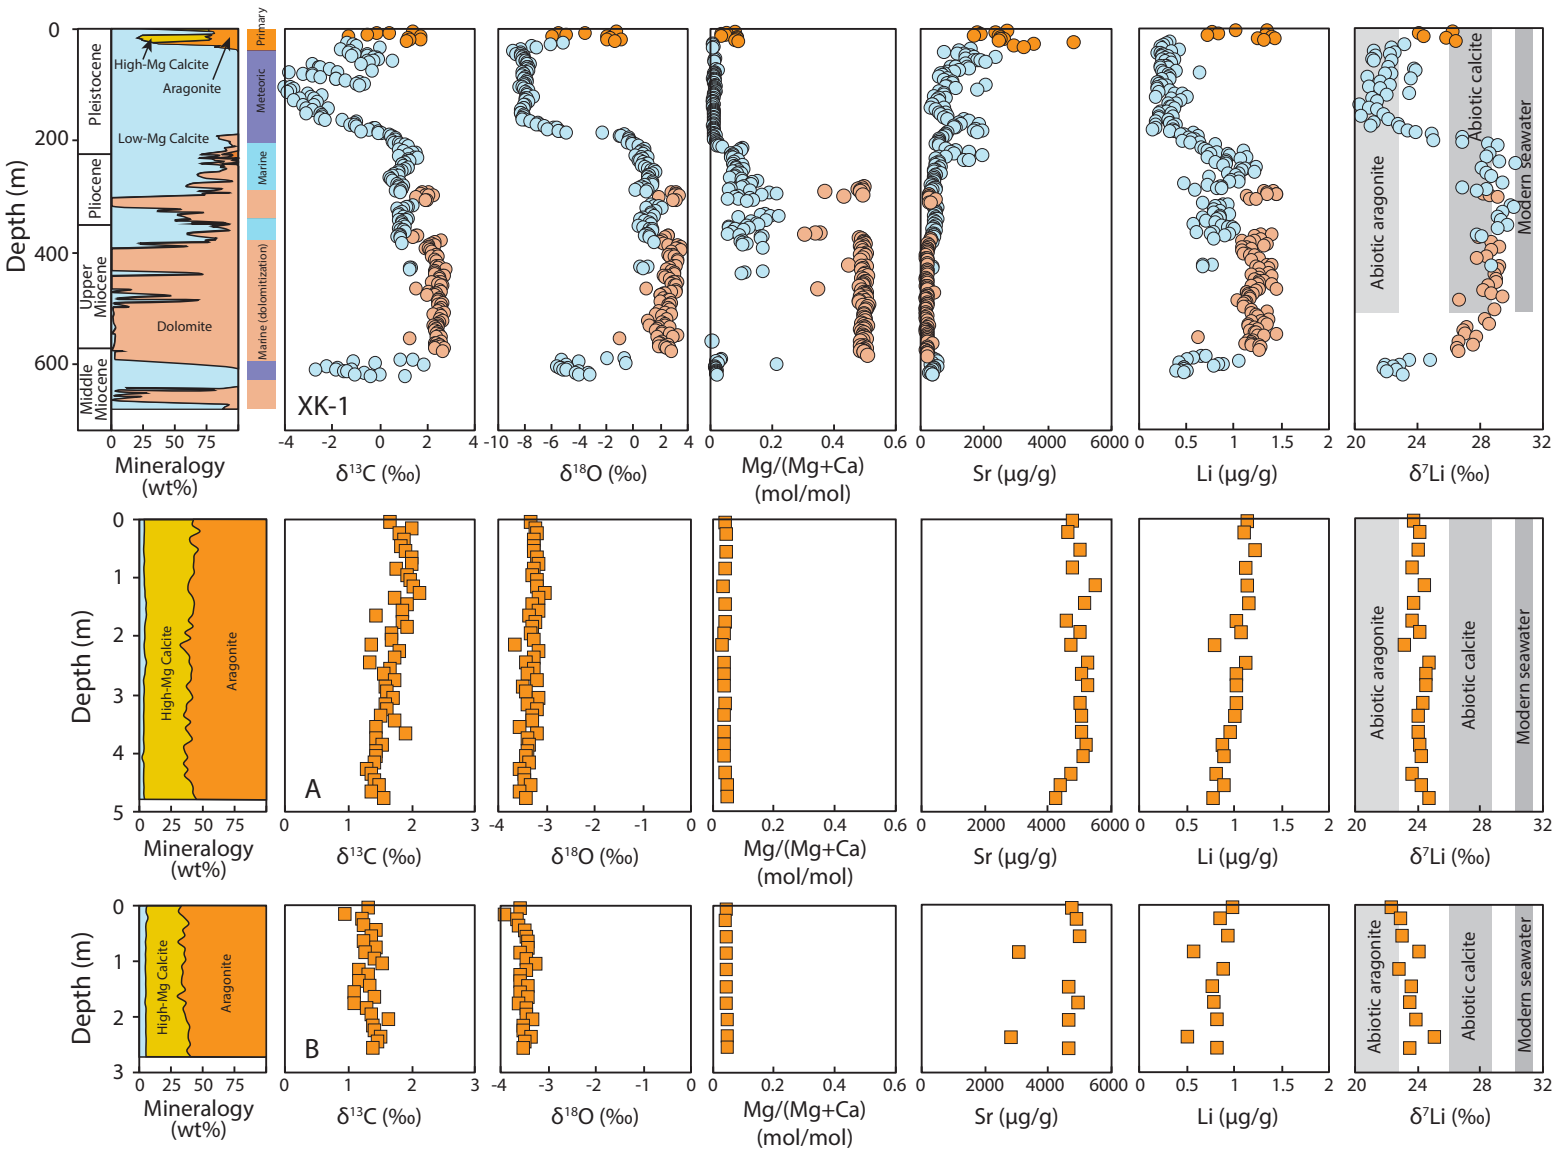 Depth (m)
0
200
400
600
Pleistocene
Pliocene
Upper
Miocene
Middle
Miocene
High-Mg Calcite
Aragonite
Low-Mg Calcite
Dolomite
0 25 50 75
Mineralogy
(wt%)
Primary
Meteoric
Marine
Marine (dolomitization)
XK-1
-4 -2 0 2 4
δ¹³C (‰)
-10 -8 -6 -4 -2 0 2 4
δ¹⁸O (‰)
0 0.2 0.4 0.6
Mg/(Mg+Ca)
(mol/mol)
0 2000 4000 6000
Sr (µg/g)
0 0.5 1 1.5 2
Li (µg/g)
Abiotic aragonite
Abiotic calcite
Modern seawater
20 24 28 32
δ⁷Li (‰)
Depth (m)
0
1
2
3
4
5
High-Mg Calcite
Aragonite
0 25 50 75
Mineralogy
(wt%)
A
0 1 2 3
δ¹³C (‰)
-4 -3 -2 -1 0
δ¹⁸O (‰)
0 0.2 0.4 0.6
Mg/(Mg+Ca)
(mol/mol)
0 2000 4000 6000
Sr (µg/g)
0 0.5 1 1.5 2
Li (µg/g)
Abiotic aragonite
Abiotic calcite
Modern seawater
20 24 28 32
δ⁷Li (‰)
Depth (m)
0
1
2
3
High-Mg Calcite
Aragonite
0 25 50 75
Mineralogy
(wt%)
B
0 1 2 3
δ¹³C (‰)
-4 -3 -2 -1 0
δ¹⁸O (‰)
0 0.2 0.4 0.6
Mg/(Mg+Ca)
(mol/mol)
0 2000 4000 6000
Sr (µg/g)
0 0.5 1 1.5 2
Li (µg/g)
Abiotic aragonite
Abiotic calcite
Modern seawater
20 24 28 32
δ⁷Li (‰)